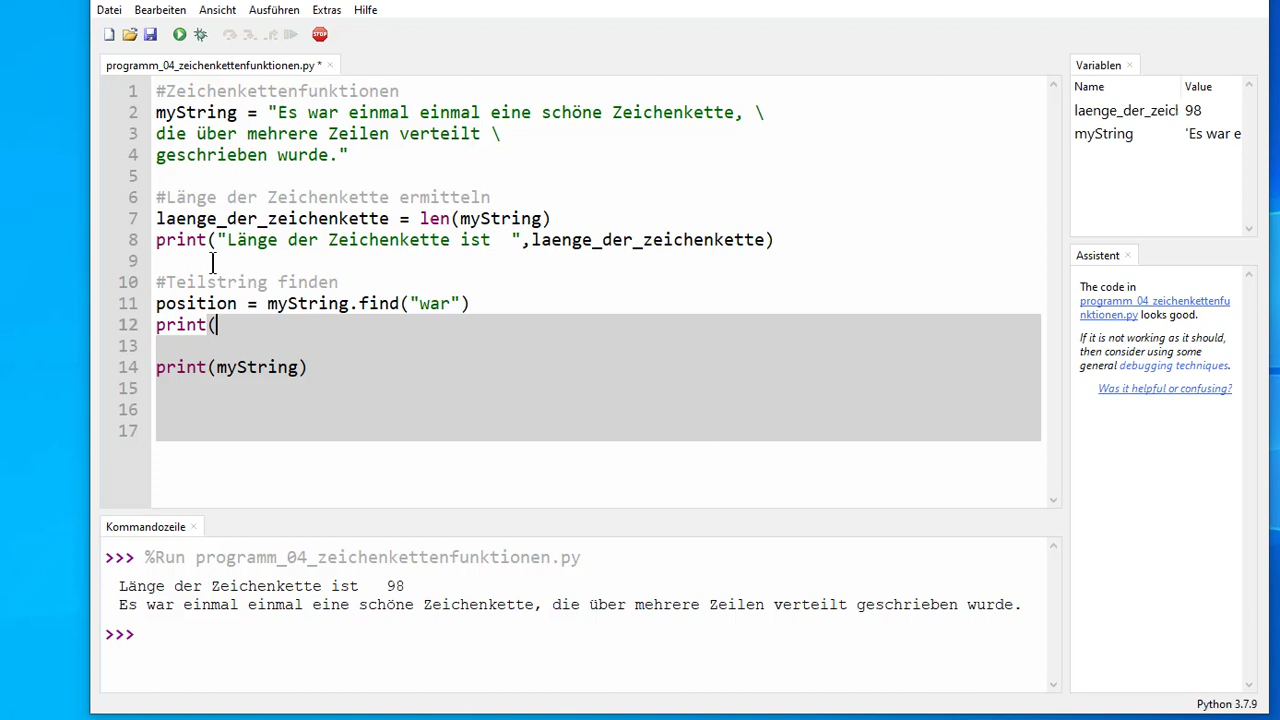 Datei Bearbeiten Ansicht Ausführen Extras Hilfe
STOP
programm_04_zeichenkettenfunktionen.py * ×
1 #Zeichenkettenfunktionen
2 myString = "Es war einmal einmal eine schöne Zeichenkette, \
3 die über mehrere Zeilen verteilt \
4 geschrieben wurde."
5
6 #Länge der Zeichenkette ermitteln
7 laenge_der_zeichenkette = len(myString)
8 print("Länge der Zeichenkette ist  ",laenge_der_zeichenkette)
9
10 #Teilstring finden
11 position = myString.find("war")
12 print(
13
14 print(myString)
15
16
17
Kommandozeile ×
>>> %Run programm_04_zeichenkettenfunktionen.py
Länge der Zeichenkette ist   98
Es war einmal einmal eine schöne Zeichenkette, die über mehrere Zeilen verteilt geschrieben wurde.
>>>
Variablen ×
Name Value
laenge_der_zeicl 98
myString 'Es war e
Assistent ×
The code in
programm_04_zeichenkettenfu
nktionen.py looks good.
If it is not working as it should,
then consider using some
general debugging techniques.
Was it helpful or confusing?
Python 3.7.9